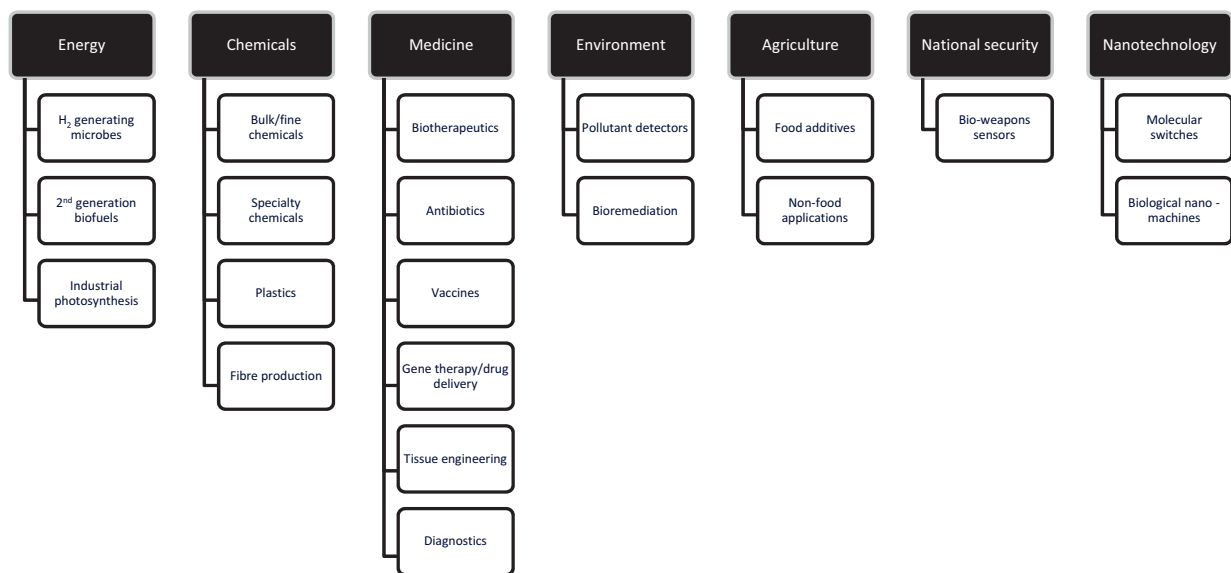 Energy
H₂ generating
microbes
2ⁿᵈ generation
biofuels
Industrial
photosynthesis
Chemicals
Bulk/fine
chemicals
Specialty
chemicals
Plastics
Fibre production
Medicine
Biotherapeutics
Antibiotics
Vaccines
Gene therapy/drug
delivery
Tissue engineering
Diagnostics
Environment
Pollutant detectors
Bioremediation
Agriculture
Food additives
Non-food
applications
National security
Bio-weapons
sensors
Nanotechnology
Molecular
switches
Biological nano -
machines